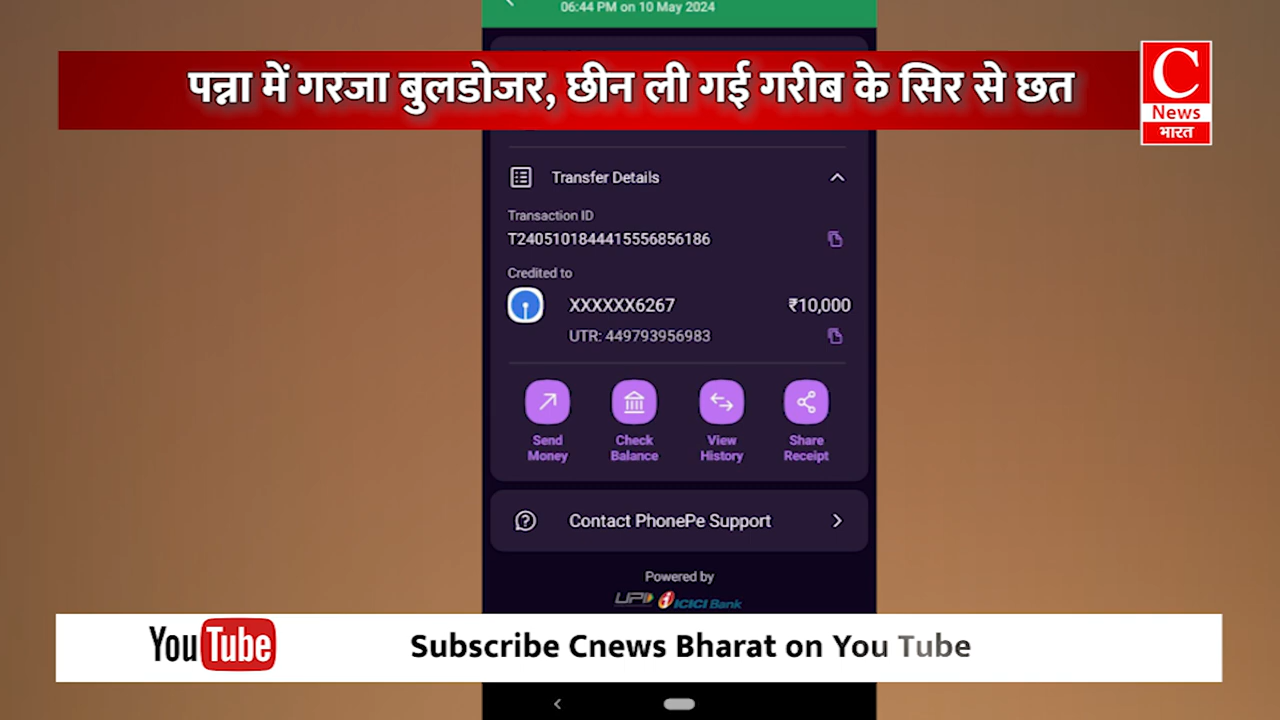 06:44 PM on 10 May 2024
पन्ना में गरजा बुलडोजर, छीन ली गई गरीब के सिर से छत
C
News
भारत
Transfer Details
Transaction ID
T2405101844415556856186
Credited to
XXXXXX6267 ₹10,000
UTR: 449793956983
Send Money
Check Balance
View History
Share Receipt
Contact PhonePe Support
Powered by
UPI ICICI Bank
YouTube Subscribe Cnews Bharat on You Tube